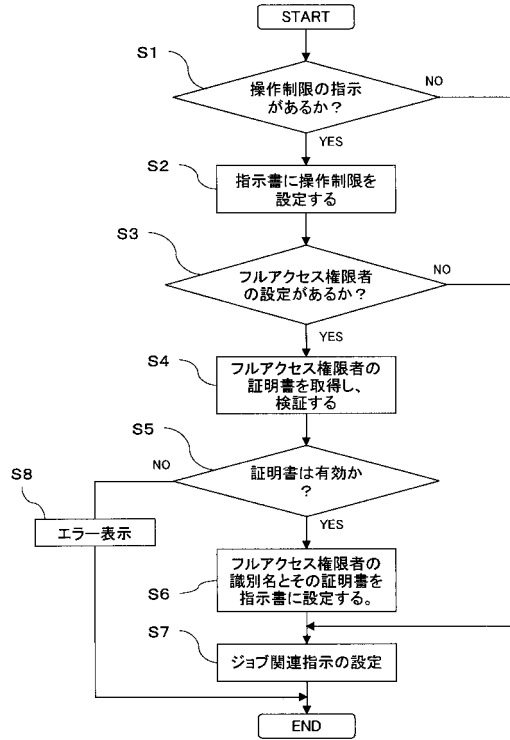 START
S1
操作制限の指示
があるか？
NO
YES
S2
指示書に操作制限を
設定する
S3
フルアクセス権限者
の設定があるか？
NO
YES
S4
フルアクセス権限者の
証明書を取得し、
検証する
S5
証明書は有効か
？
NO
YES
S8
エラー表示
S6
フルアクセス権限者の
識別名とその証明書を
指示書に設定する。
S7
ジョブ関連指示の設定
END